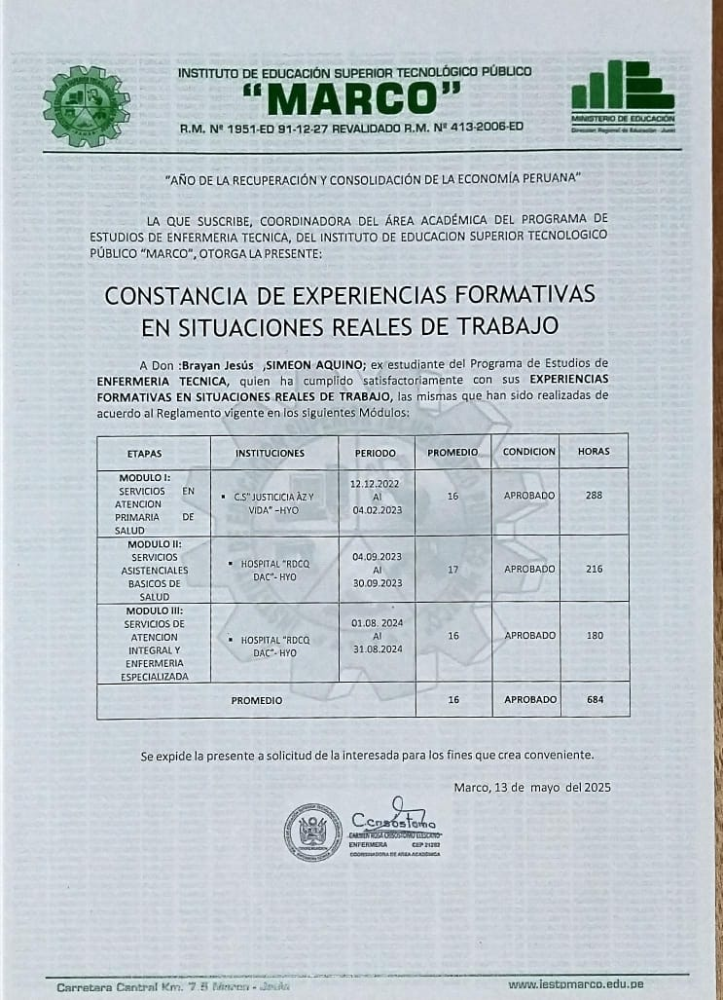 INSTITUTO DE EDUCACIÓN SUPERIOR TECNOLÓGICO PÚBLICO
“MARCO”
R.M. Nº 1951-ED 91-12-27 REVALIDADO R.M. Nº 413-2006-ED
MINISTERIO DE EDUCACIÓN
Dirección Regional de Educación - Junín
“AÑO DE LA RECUPERACIÓN Y CONSOLIDACIÓN DE LA ECONOMÍA PERUANA”
LA QUE SUSCRIBE, COORDINADORA DEL ÁREA ACADÉMICA DEL PROGRAMA DE
ESTUDIOS DE ENFERMERIA TECNICA, DEL INSTITUTO DE EDUCACION SUPERIOR TECNOLOGICO
PÚBLICO “MARCO”, OTORGA LA PRESENTE:
CONSTANCIA DE EXPERIENCIAS FORMATIVAS
EN SITUACIONES REALES DE TRABAJO
A Don :Brayan Jesús ,SIMEON AQUINO; ex estudiante del Programa de Estudios de
ENFERMERIA TECNICA, quien ha cumplido satisfactoriamente con sus EXPERIENCIAS
FORMATIVAS EN SITUACIONES REALES DE TRABAJO, las mismas que han sido realizadas de
acuerdo al Reglamento vigente en los siguientes Módulos:
ETAPAS INSTITUCIONES PERIODO PROMEDIO CONDICION HORAS
MODULO I:
SERVICIOS EN
ATENCION
PRIMARIA DE
SALUD
▪ C.S” JUSTICICIA ÀZ Y
VIDA” –HYO
12.12.2022
Al
04.02.2023
16 APROBADO 288
MODULO II:
SERVICIOS
ASISTENCIALES
BASICOS DE
SALUD
▪ HOSPITAL “RDCQ
DAC”- HYO
04.09.2023
Al
30.09.2023
17 APROBADO 216
MODULO III:
SERVICIOS DE
ATENCION
INTEGRAL Y
ENFERMERIA
ESPECIALIZADA
▪ HOSPITAL “RDCQ
DAC”- HYO
01.08. 2024
Al
31.08.2024
16 APROBADO 180
PROMEDIO 16 APROBADO 684
Se expide la presente a solicitud de la interesada para los fines que crea conveniente.
Marco, 13 de mayo del 2025
C.crisóstomo
CARMEN ROSA CRISOSTOMO ELESCANO
ENFERMERA CEP 21282
COORDINADORA DE AREA ACADÉMICA
Carretera Central Km. 7.5 Marco - Jauja
www.iestpmarco.edu.pe